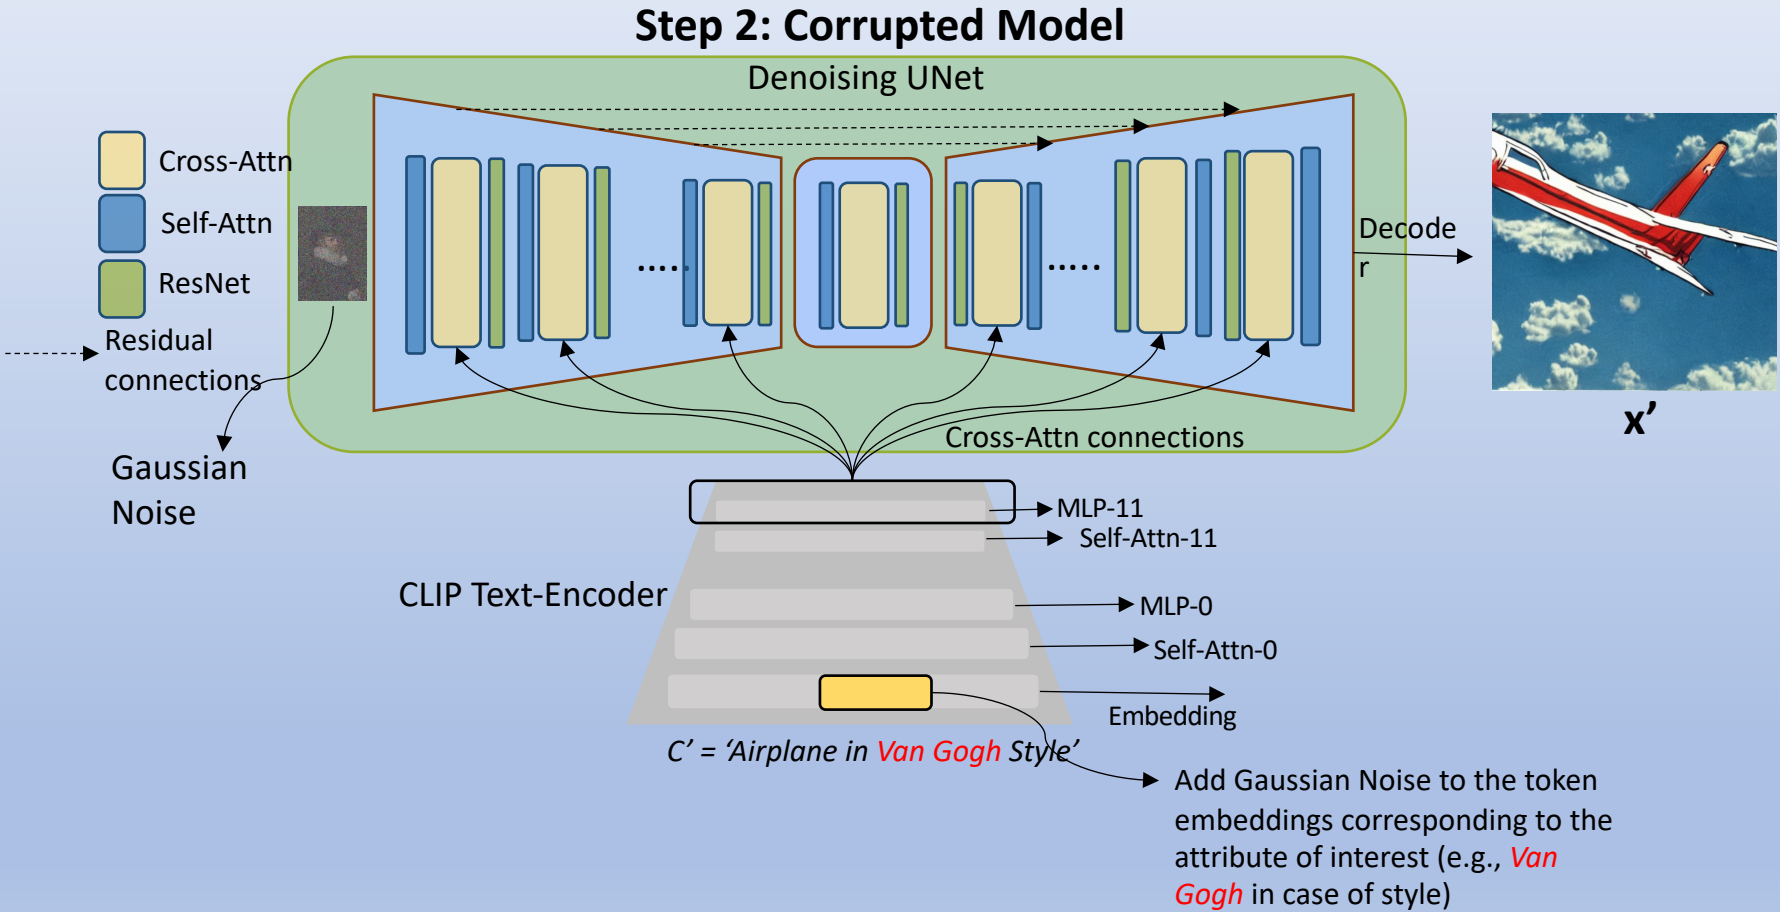 Step 2: Corrupted Model
Denoising UNet
Cross-Attn
Self-Attn
ResNet
Residual
connections
Gaussian
Noise
.....
.....
Decode
r
x’
Cross-Attn connections
MLP-11
Self-Attn-11
CLIP Text-Encoder
MLP-0
Self-Attn-0
Embedding
C’ = ‘Airplane in Van Gogh Style’
Add Gaussian Noise to the token
embeddings corresponding to the
attribute of interest (e.g., Van
Gogh in case of style)